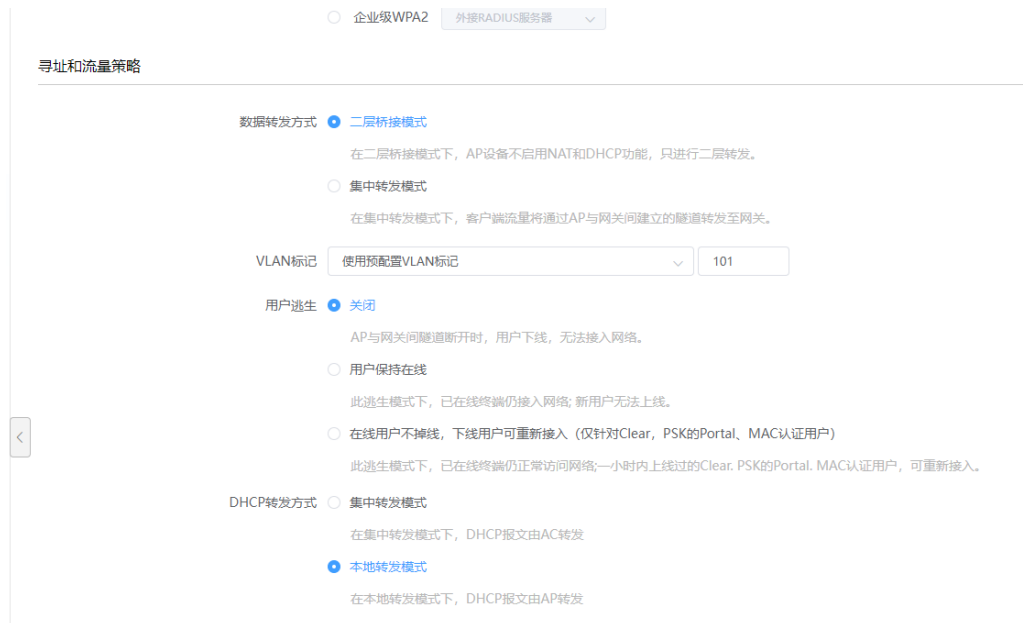 企业级WPA2 外接RADIUS服务器
寻址和流量策略
数据转发方式 二层桥接模式
在二层桥接模式下，AP设备不启用NAT和DHCP功能，只进行二层转发。
集中转发模式
在集中转发模式下，客户端流量将通过AP与网关间建立的隧道转发至网关。
VLAN标记 使用预配置VLAN标记 101
用户逃生 关闭
AP与网关间隧道断开时，用户下线，无法接入网络。
用户保持在线
此逃生模式下，已在线终端仍接入网络; 新用户无法上线。
在线用户不掉线，下线用户可重新接入（仅针对Clear，PSK的Portal、MAC认证用户）
此逃生模式下，已在线终端仍正常访问网络;一小时内上线过的Clear. PSK的Portal. MAC认证用户，可重新接入。
DHCP转发方式 集中转发模式
在集中转发模式下，DHCP报文由AC转发
本地转发模式
在本地转发模式下，DHCP报文由AP转发